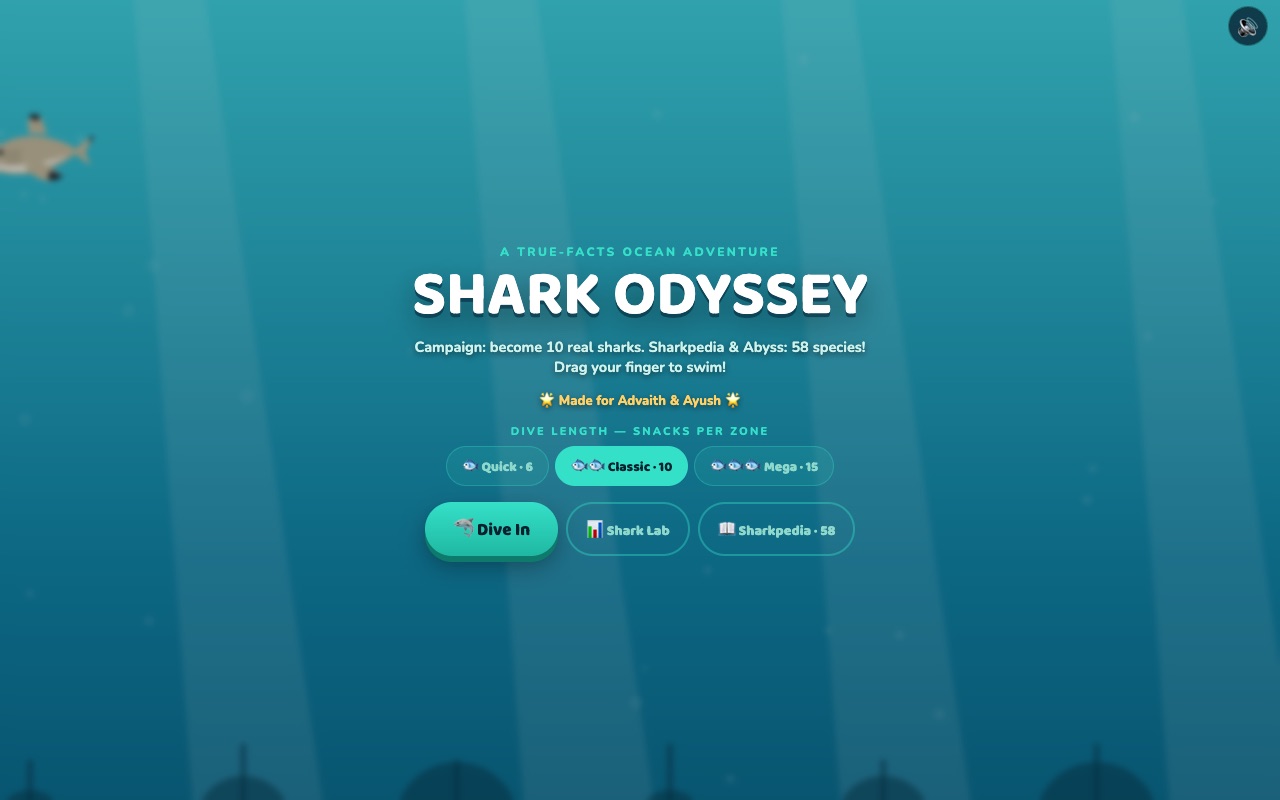 A TRUE-FACTS OCEAN ADVENTURE
SHARK ODYSSEY
Campaign: become 10 real sharks. Sharkpedia & Abyss: 58 species!
Drag your finger to swim!
🌟 Made for Advaith & Ayush 🌟
DIVE LENGTH — SNACKS PER ZONE
🐟 Quick · 6 🐟🐟 Classic · 10 🐟🐟🐟 Mega · 15
🦈 Dive In 📊 Shark Lab 📖 Sharkpedia · 58